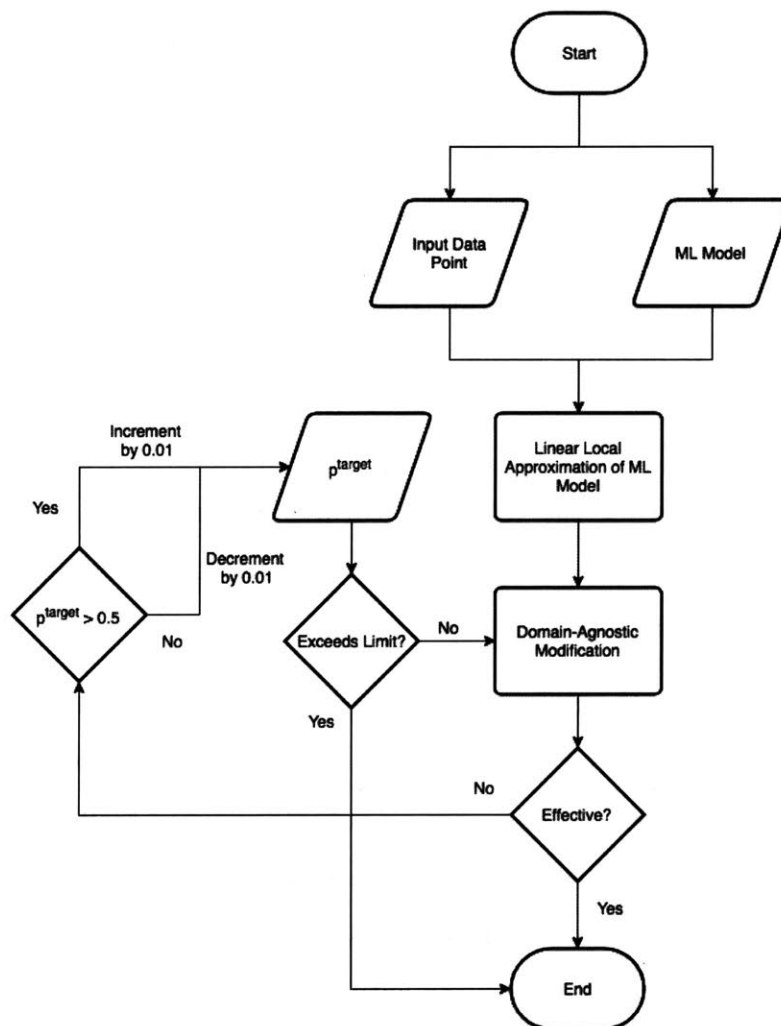 Start
Input Data
Point
ML Model
Linear Local
Approximation of ML
Model
Increment
by 0.01
p^target
Yes
Decrement
by 0.01
p^target > 0.5
No
Exceeds Limit?
No
Domain-Agnostic
Modification
Yes
No
Effective?
Yes
End